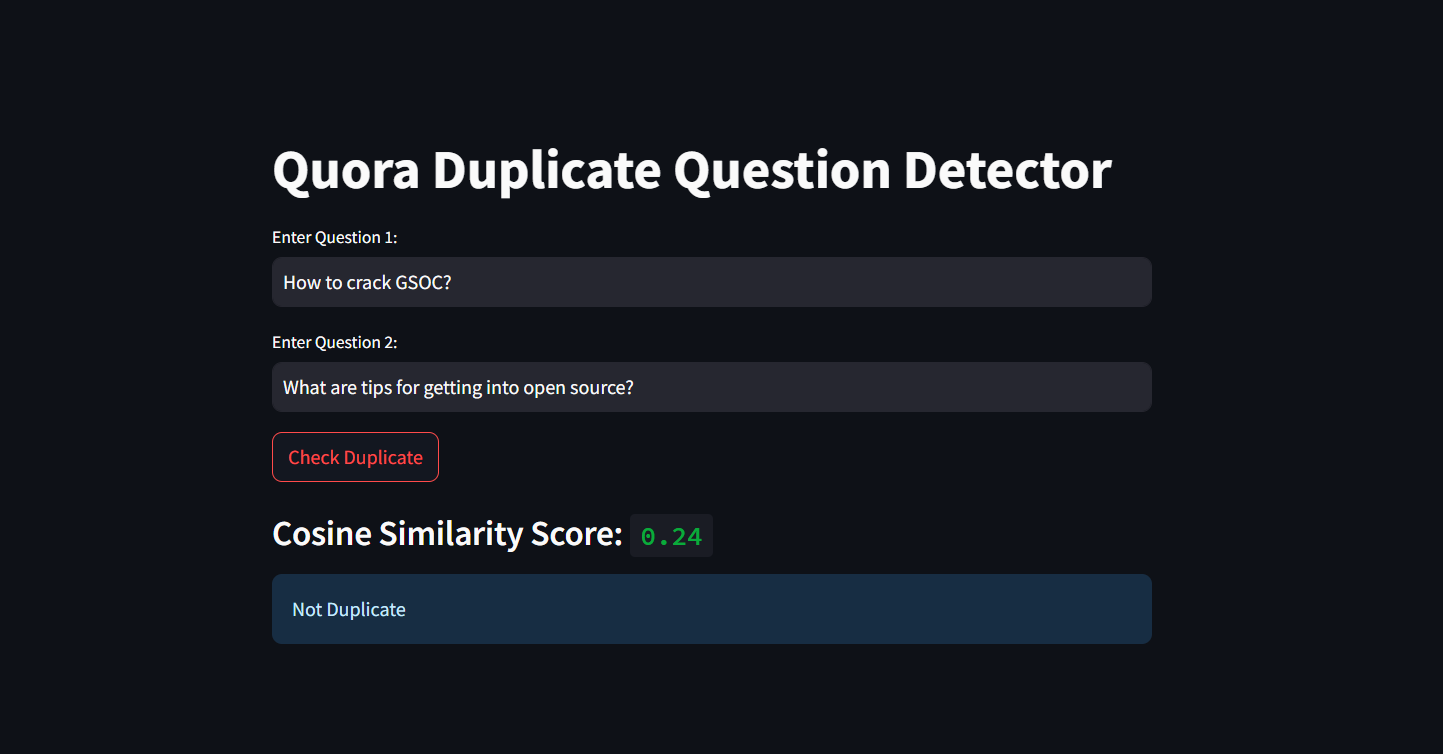 Quora Duplicate Question Detector
Enter Question 1:
How to crack GSOC?
Enter Question 2:
What are tips for getting into open source?
Check Duplicate
Cosine Similarity Score: 0.24
Not Duplicate